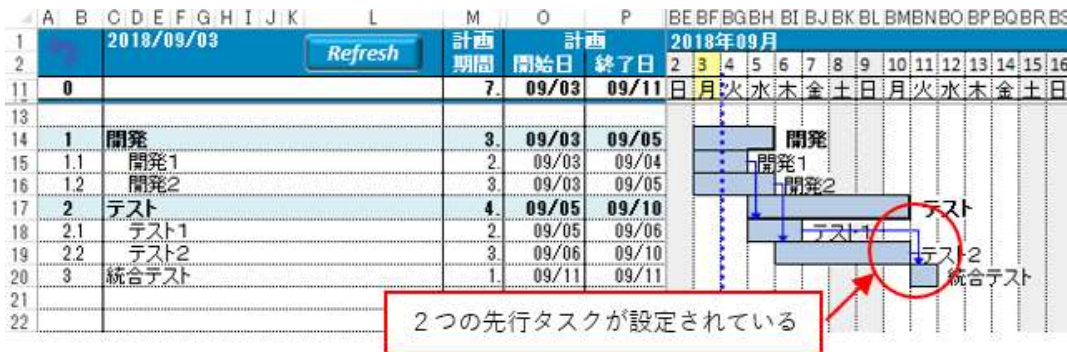 A B C D E F G H I J K L M O P BE BF BG BH BI BJ BK BL BM BN BO BP BQ BR BS
1 2018/09/03 Refresh 計画 計画 2018年09月
2 期間 開始日 終了日 2 3 4 5 6 7 8 9 10 11 12 13 14 15 16
11 0 7. 09/03 09/11 日 月 火 水 木 金 土 日 月 火 水 木 金 土 日
13
14 1 開発 3. 09/03 09/05 開発
15 1.1 開発1 2. 09/03 09/04 開発1
16 1.2 開発2 3. 09/03 09/05 開発2
17 2 テスト 4. 09/05 09/10 テスト
18 2.1 テスト1 2. 09/05 09/06 テスト1
19 2.2 テスト2 3. 09/06 09/10 テスト2
20 3 統合テスト 1. 09/11 09/11 統合テスト
21
22
２つの先行タスクが設定されている